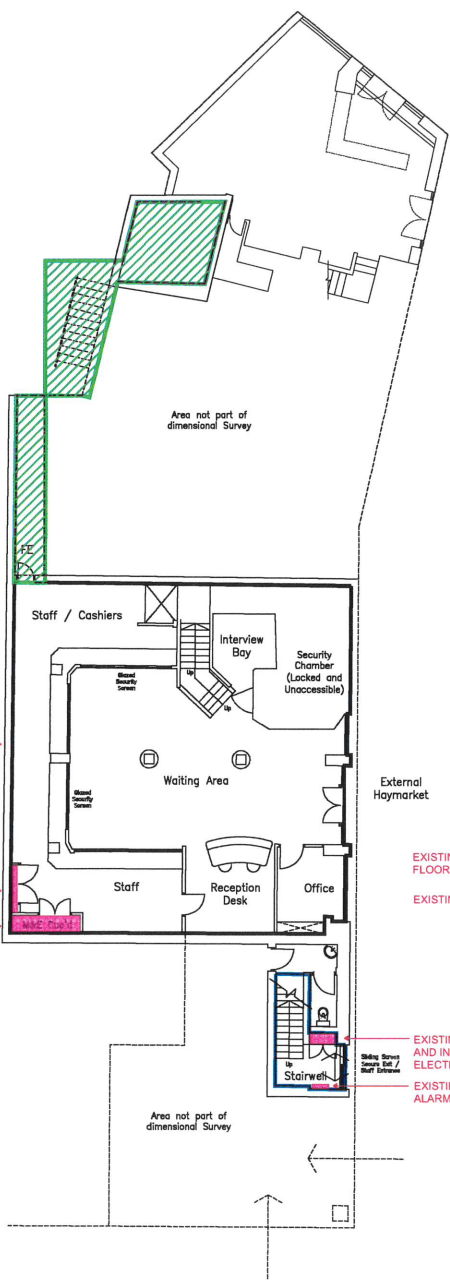 Area not part of
dimensional Survey
FE
Staff / Cashiers
Interview
Bay
Security
Chamber
(Locked and
Unaccessible)
Glazed
Security
Screen
Up
Up
Waiting Area
Glazed
Security
Screen
External
Haymarket
EXISTIN
FLOOR
EXISTIN
Staff
Reception
Desk
Office
M&E Cup'd
EXISTIN
AND IN
ELECTI
Sliding Screen
Secure Exit /
Staff Entrance
Up
Stairwell
EXISTIN
ALARM
Area not part of
dimensional Survey